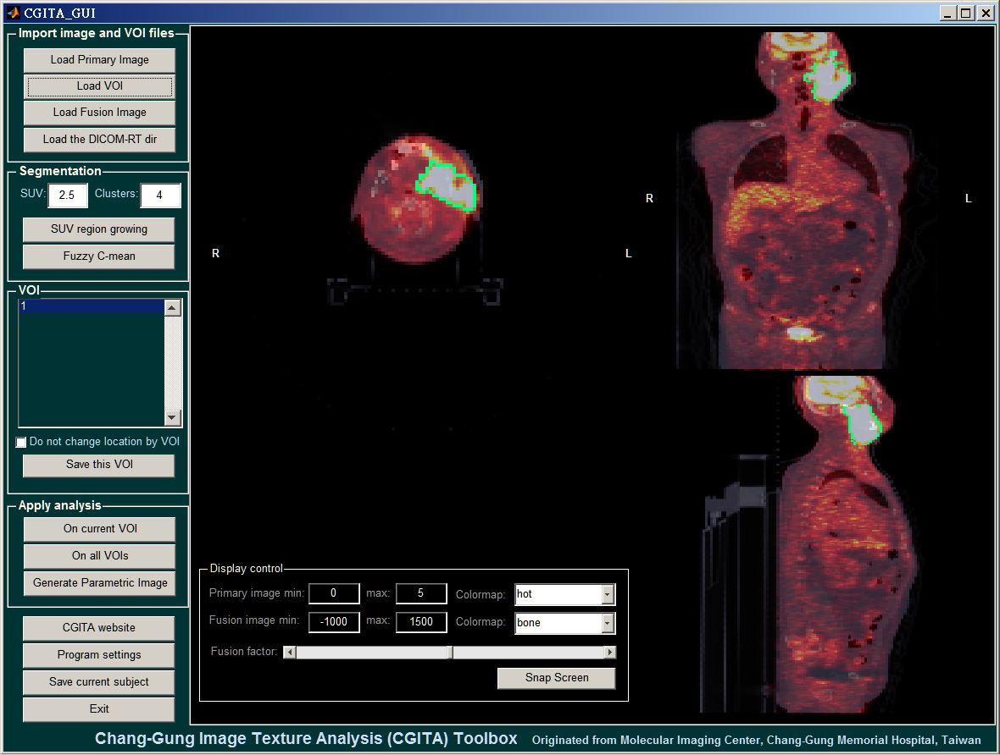 CGITA_GUI
Import image and VOI files
Load Primary Image
Load VOI
Load Fusion Image
Load the DICOM-RT dir
Segmentation
SUV: 2.5 Clusters: 4
SUV region growing
Fuzzy C-mean
VOI
1
Do not change location by VOI
Save this VOI
Apply analysis
On current VOI
On all VOIs
Generate Parametric Image
CGITA website
Program settings
Save current subject
Exit
R L
R L
Display control
Primary image min: 0 max: 5 Colormap: hot
Fusion image min: -1000 max: 1500 Colormap: bone
Fusion factor:
Snap Screen
Chang-Gung Image Texture Analysis (CGITA) Toolbox Originated from Molecular Imaging Center, Chang-Gung Memorial Hospital, Taiwan